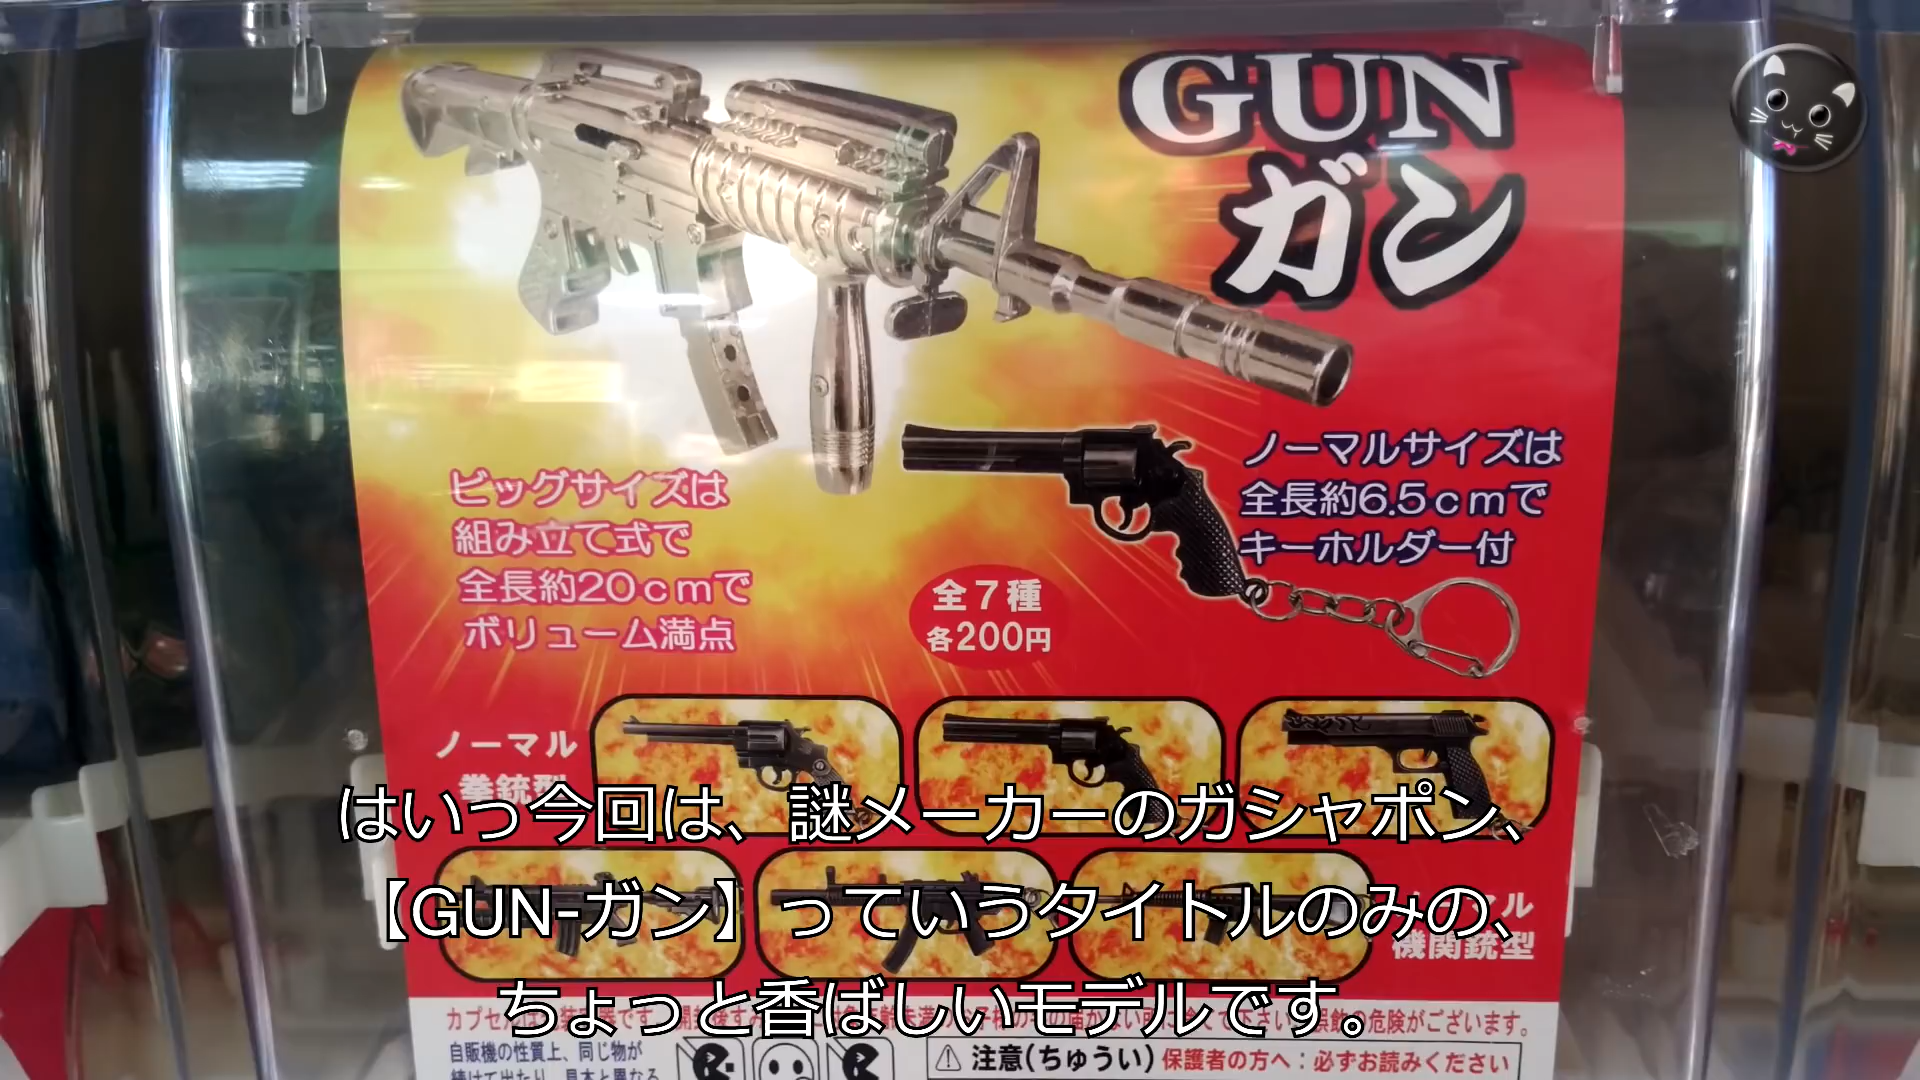 GUN
ガン
ビッグサイズは
組み立て式で
全長約20cmで
ボリューム満点
ノーマルサイズは
全長約6.5cmで
キーホルダー付
全7種
各200円
ノーマル
拳銃型
はいっ今回は、謎メーカーのガシャポン、
【GUN-ガン】っていうタイトルのみの、
機関銃型
ちょっと香ばしいモデルです。
の危険がございます。
自販機の性質上、同じ物が
⚠ 注意(ちゅうい) 保護者の方へ：必ずお読みください